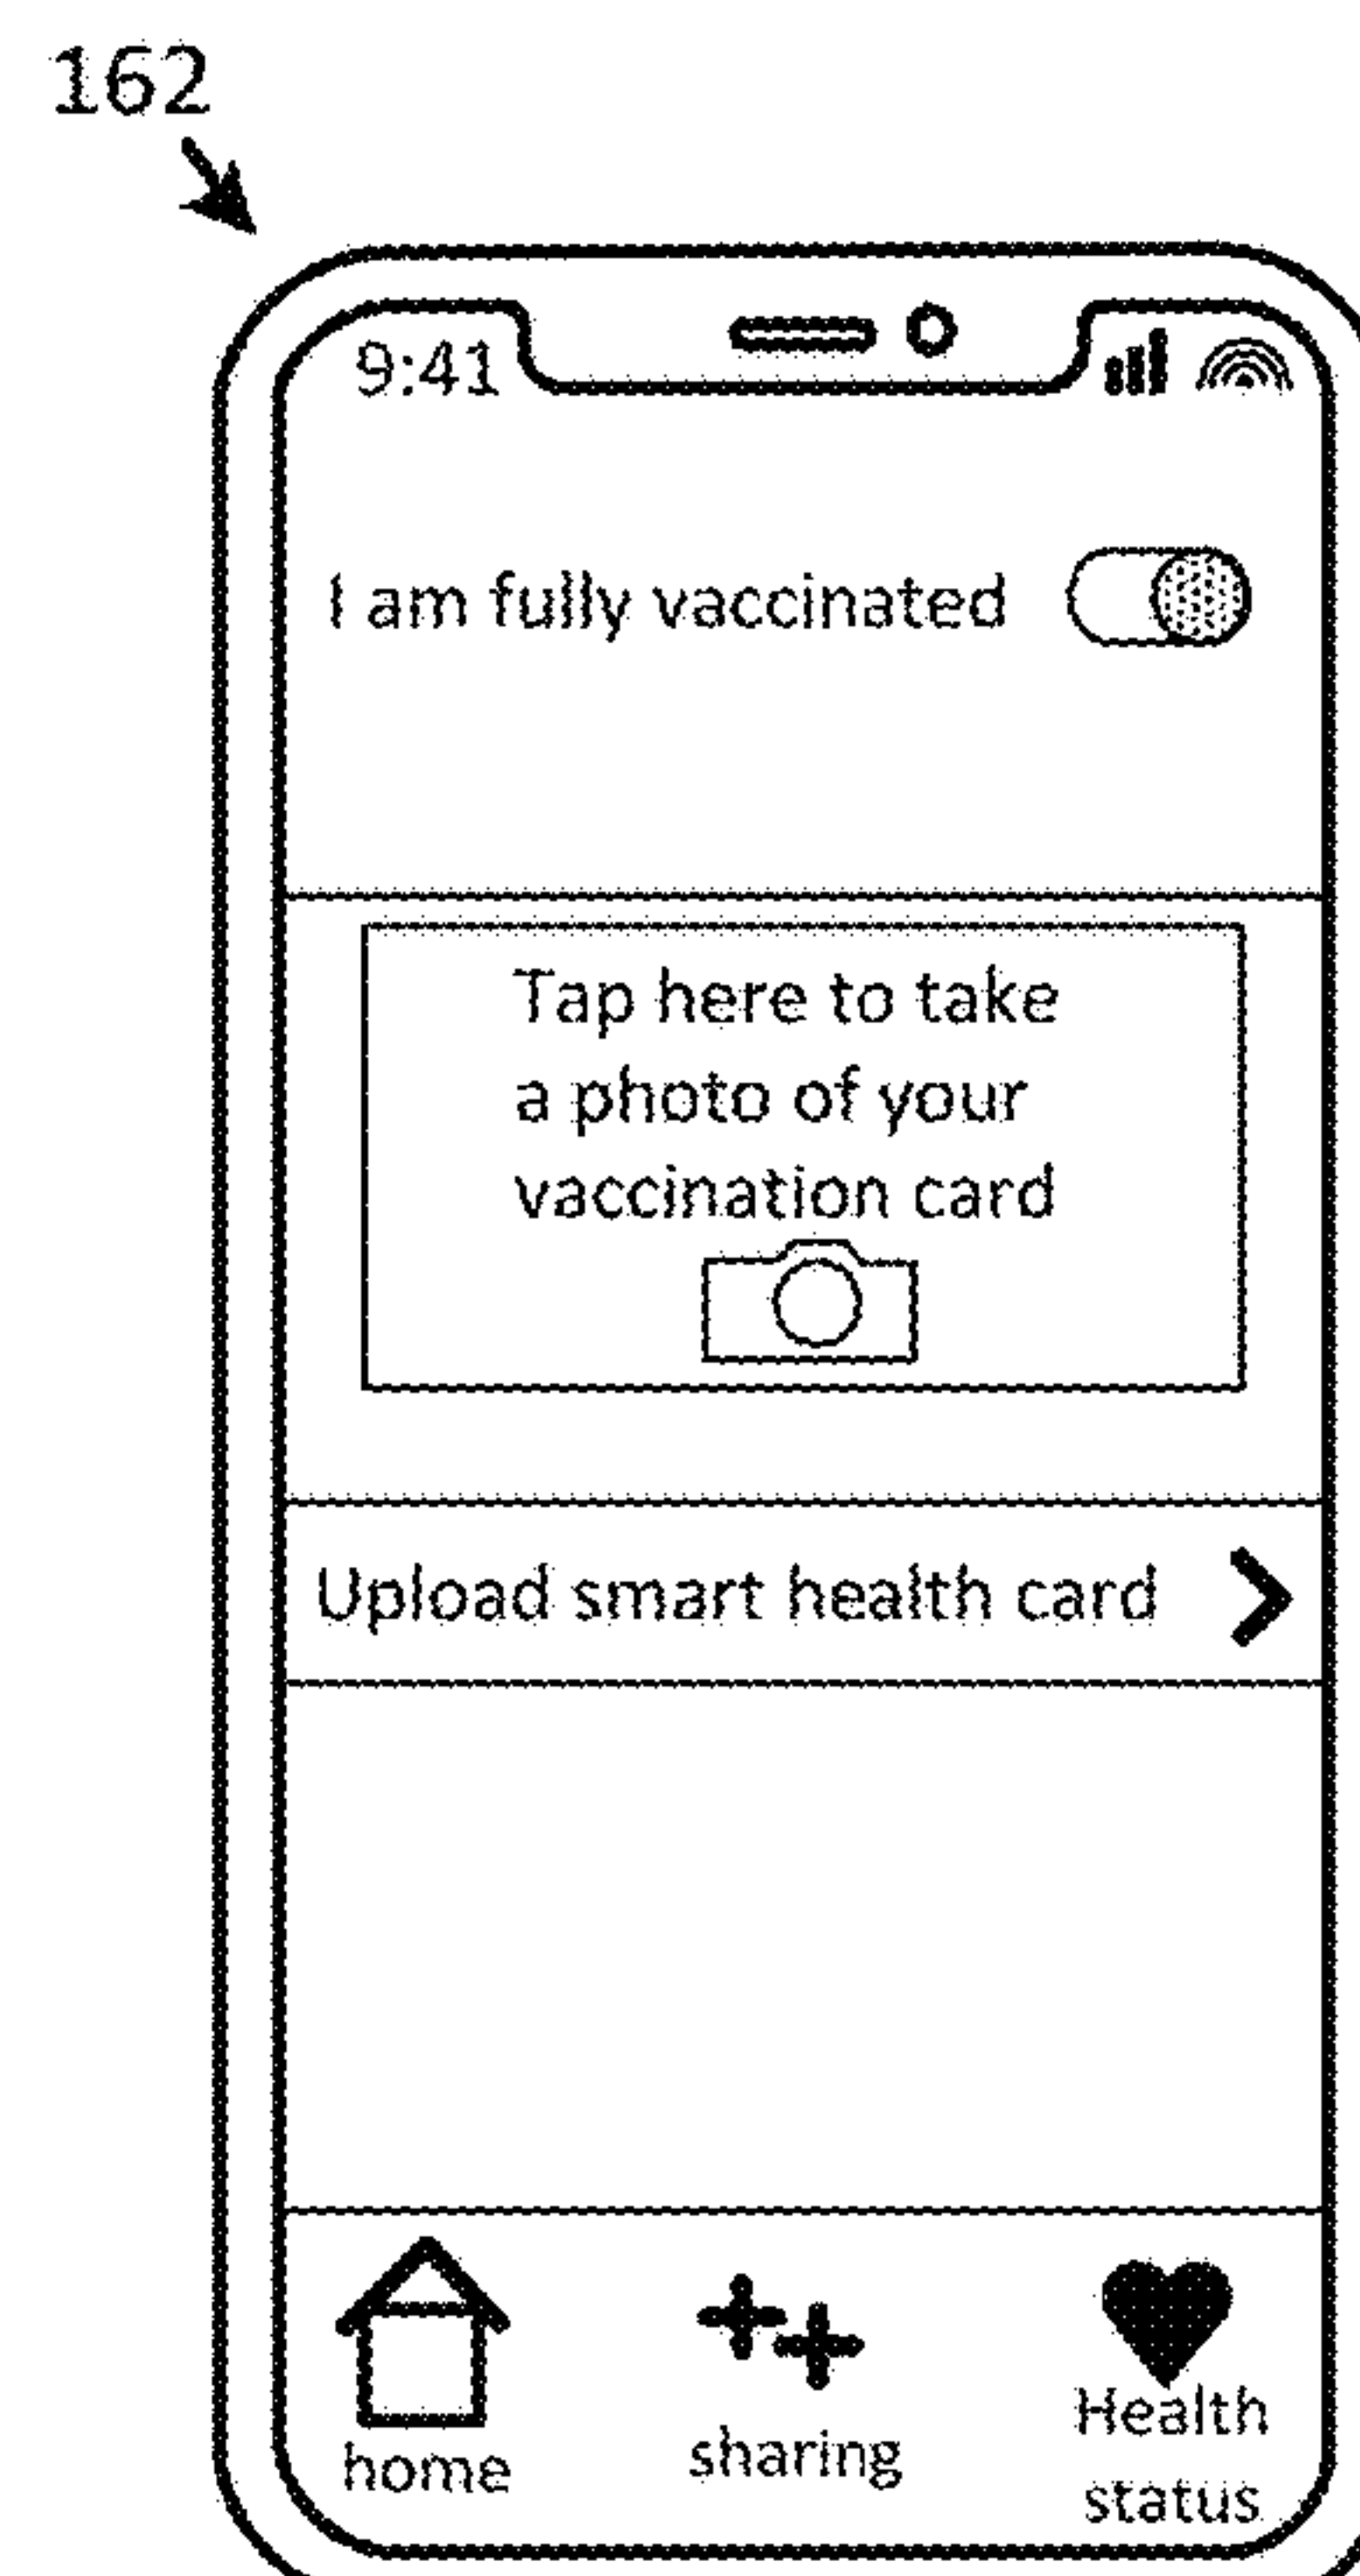 162
9:41
I am fully vaccinated
Tap here to take
a photo of your
vaccination card
Upload smart health card
home
sharing
Health
status